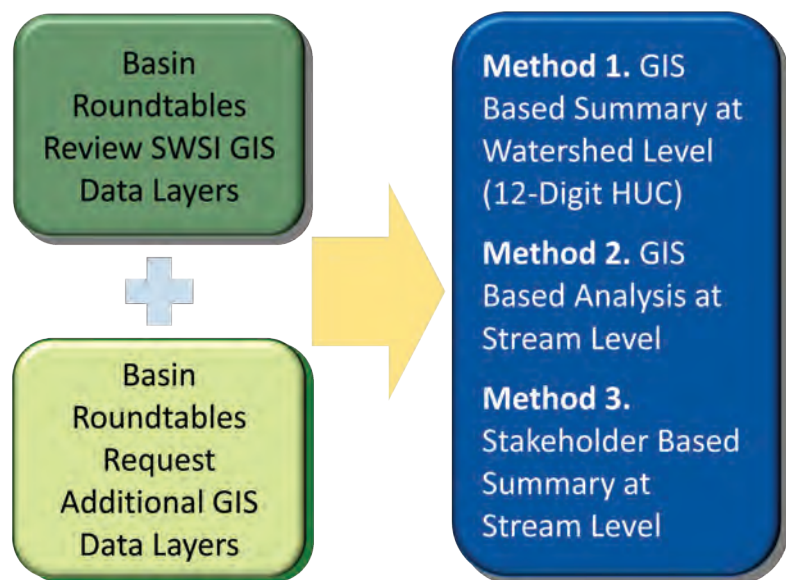 Basin
Roundtables
Review SWSI GIS
Data Layers
Basin
Roundtables
Request
Additional GIS
Data Layers
Method 1. GIS
Based Summary at
Watershed Level
(12-Digit HUC)
Method 2. GIS
Based Analysis at
Stream Level
Method 3.
Stakeholder Based
Summary at
Stream Level